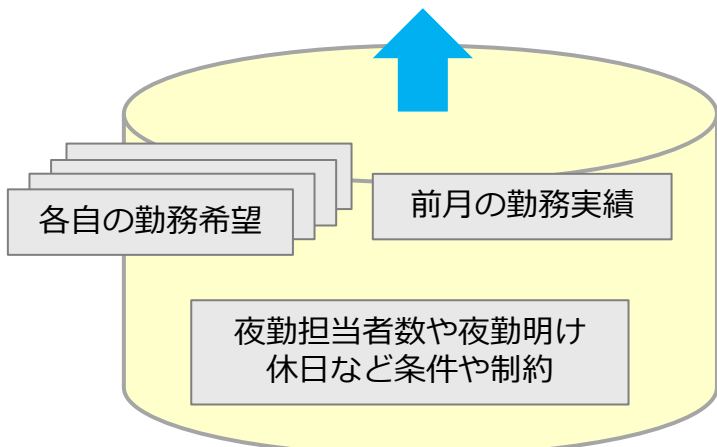 各自の勤務希望
前月の勤務実績
夜勤担当者数や夜勤明け
休日など条件や制約